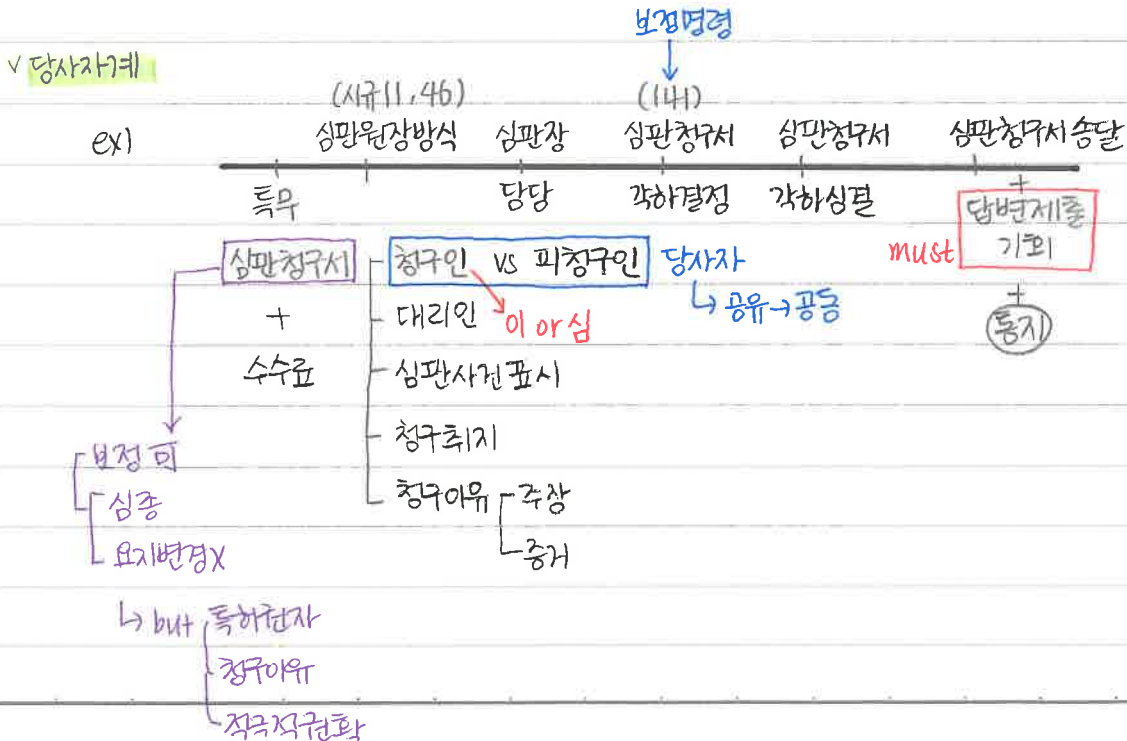 보정명령
v 당사자계
(시규11, 46) (141)
ex) 심판원장방식 심판장 심판청구서 심판청구서 심판청구서 송달
특무 담당 각하결정 각하심결 +
심판청구서 청구인 vs 피청구인 당사자 must 답변제출 기회
↳ 공유→공동
+ 대리인 이 or 심 +
통지
수수료 심판사건표시
청구취지
보정 可 청구이유 주장
심종 증거
요지변경X
↳ but 특허권자
청구이유
적극적권확